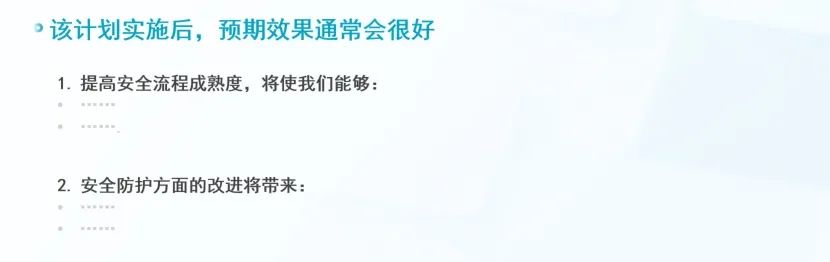 该计划实施后，预期效果通常会很好
1. 提高安全流程成熟度，将使我们能够：
• ……
• …….
2. 安全防护方面的改进将带来：
• ……
• ……